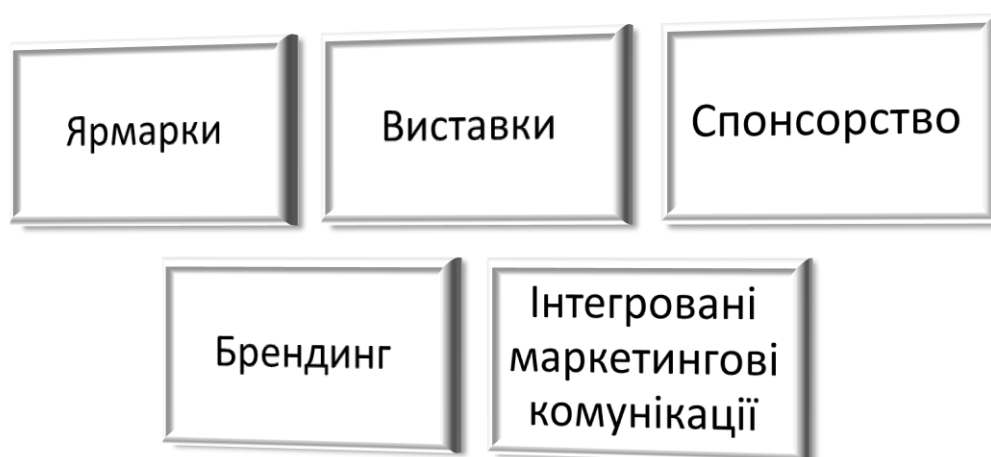 Ярмарки
Виставки
Спонсорство
Брендинг
Інтегровані
маркетингові
комунікації